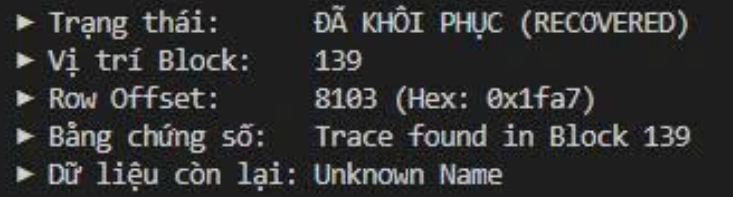 ► Trạng thái: ĐÃ KHÔI PHỤC (RECOVERED)
► Vị trí Block: 139
► Row Offset: 8103 (Hex: 0x1fa7)
► Bằng chứng số: Trace found in Block 139
► Dữ liệu còn lại: Unknown Name